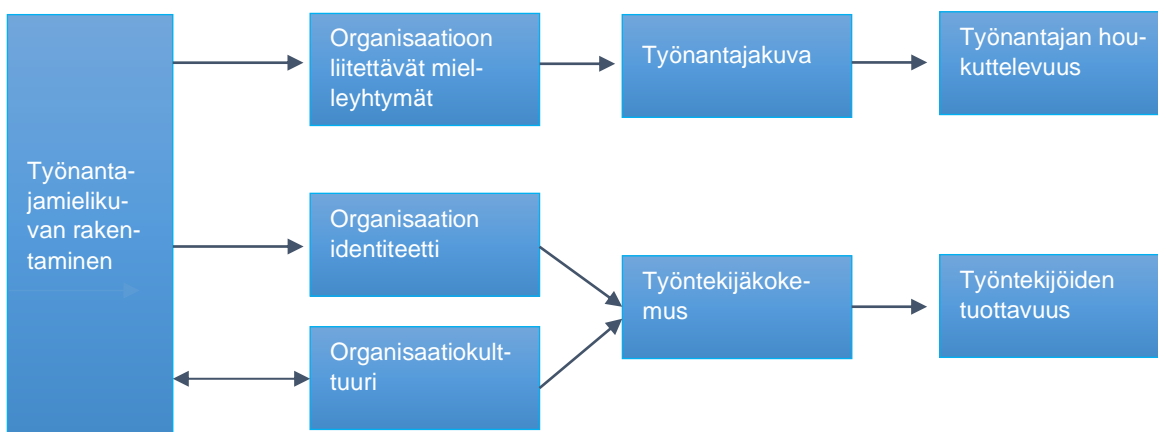 Työnanta-
jamieliku-
van raken-
taminen
Organisaatioon
liitettävät miel-
leyhtymät
Työnantajakuva
Työnantajan hou-
kuttelevuus
Organisaation
identiteetti
Organisaatiokult-
tuuri
Työntekijäkoke-
mus
Työntekijöiden
tuottavuus